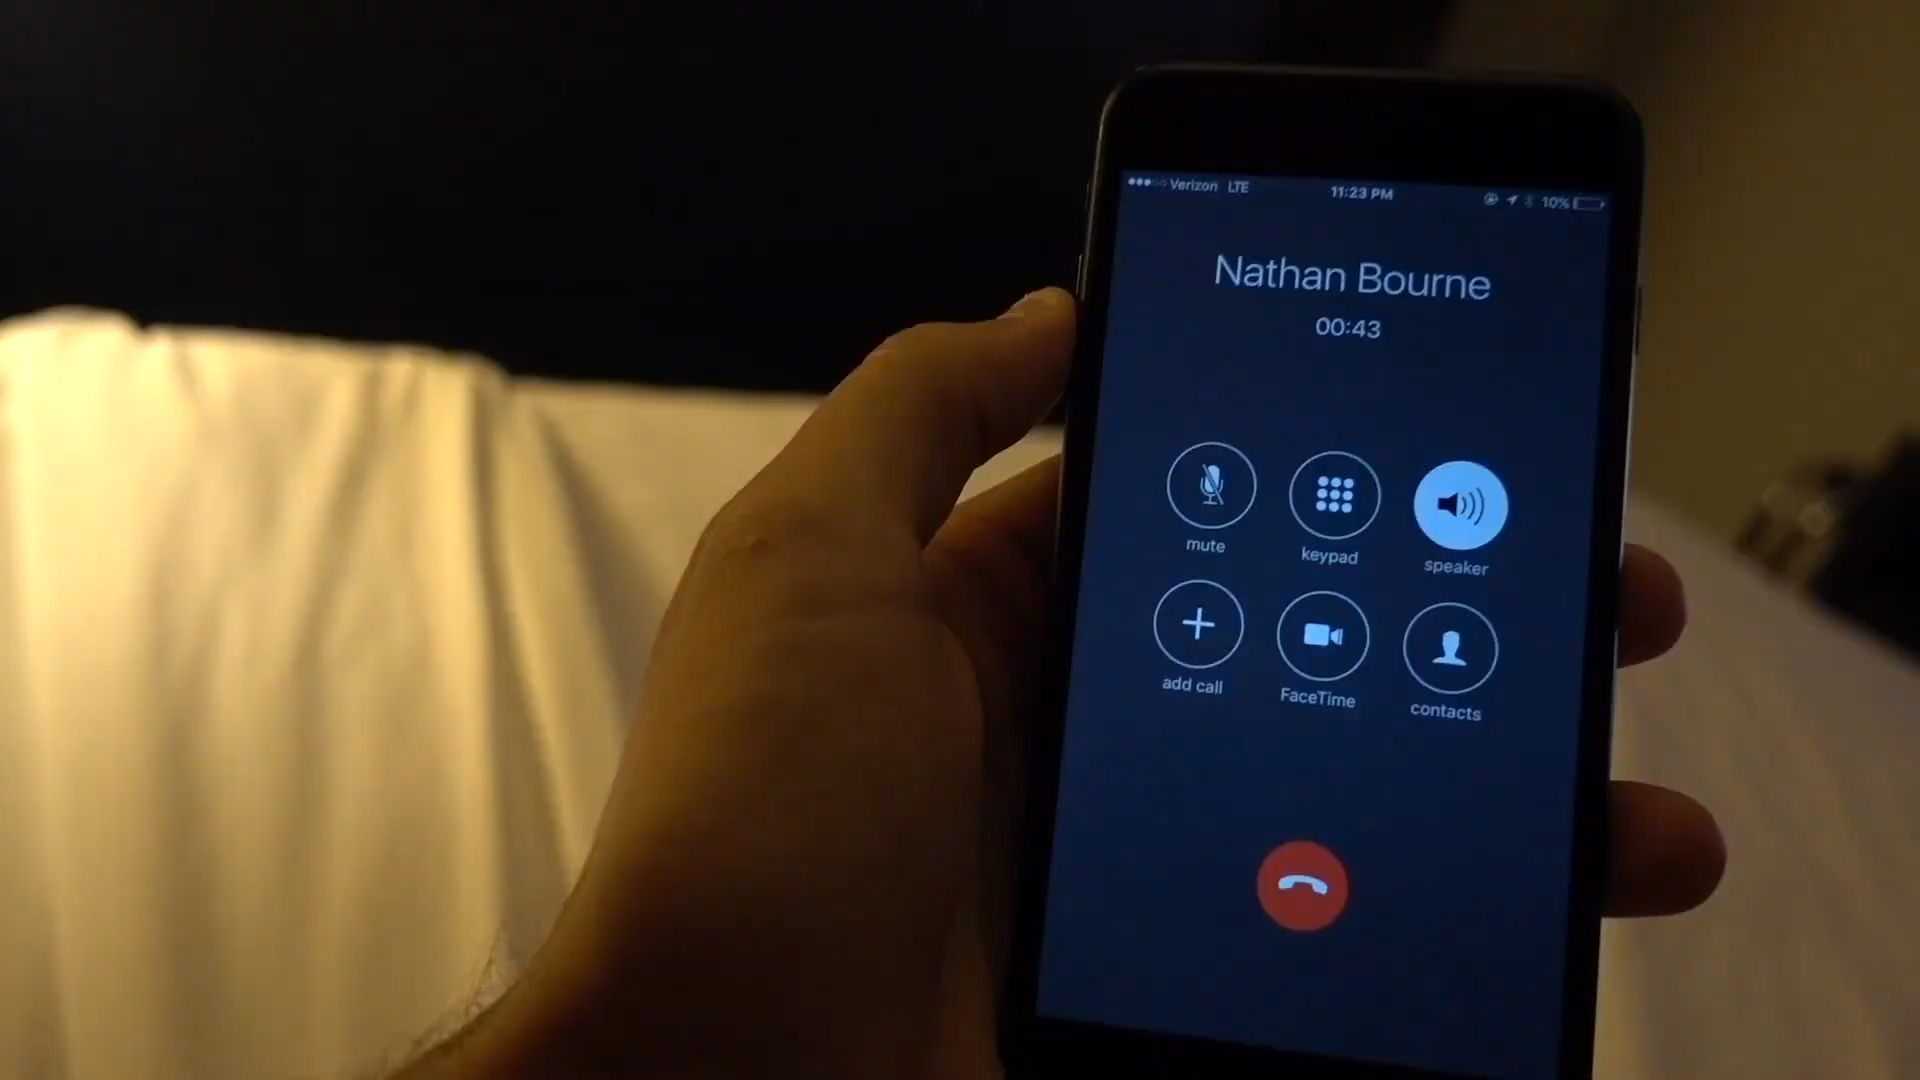 Verizon LTE 11:23 PM 10%
Nathan Bourne
00:43
mute keypad speaker
add call FaceTime contacts